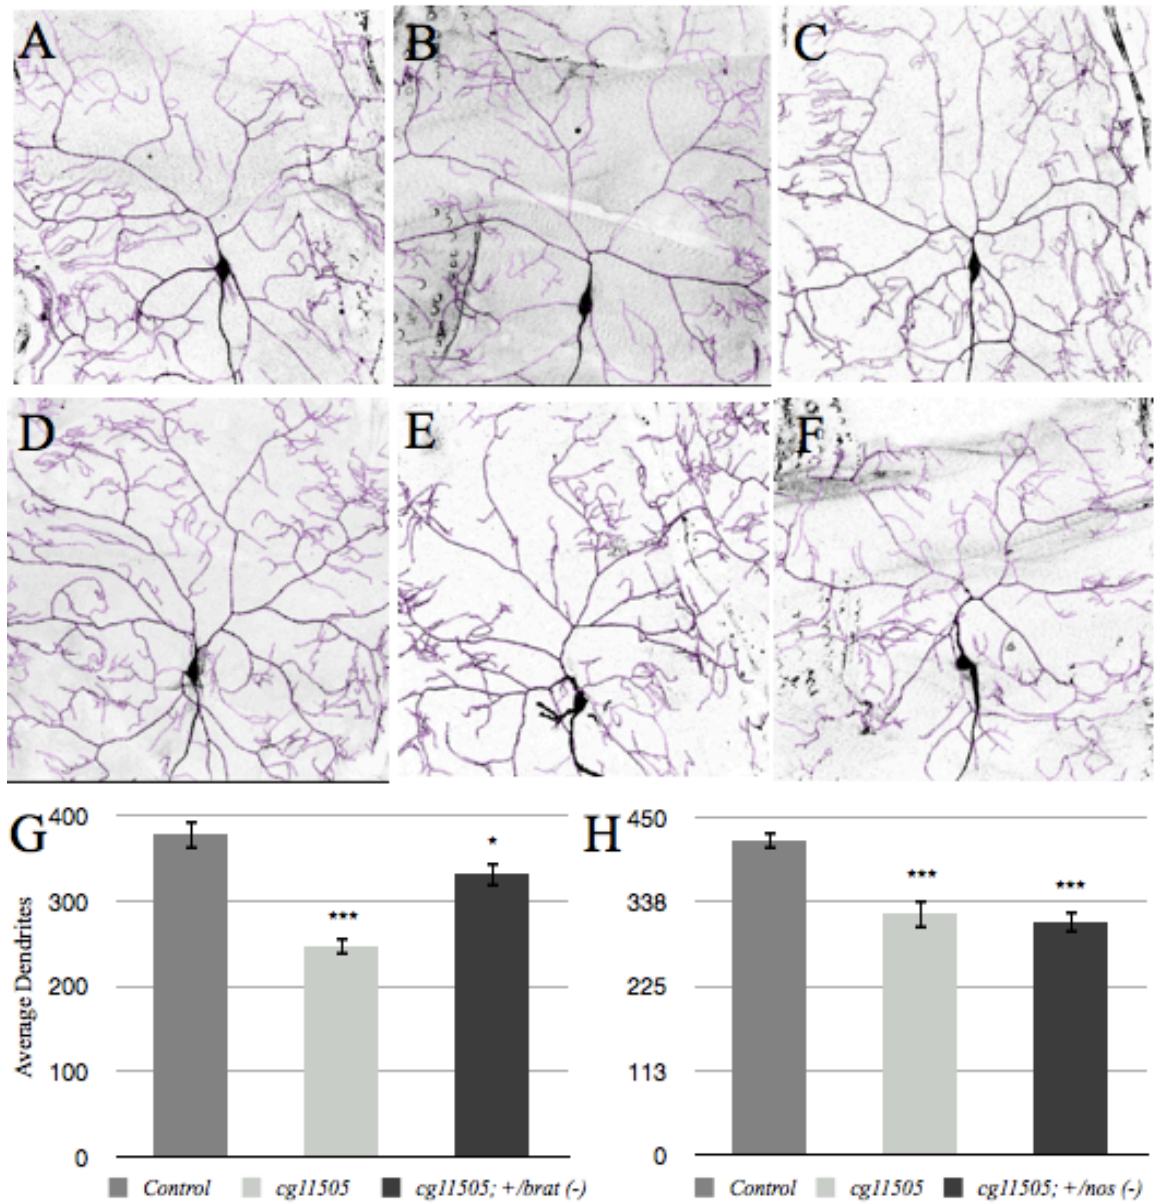 A B C
D E F
G H
400
300
200
100
0
Average Dendrites
*
***
Control cg11505 cg11505; +/brat (-)
450
338
225
113
0
***
***
Control cg11505 cg11505; +/nos (-)